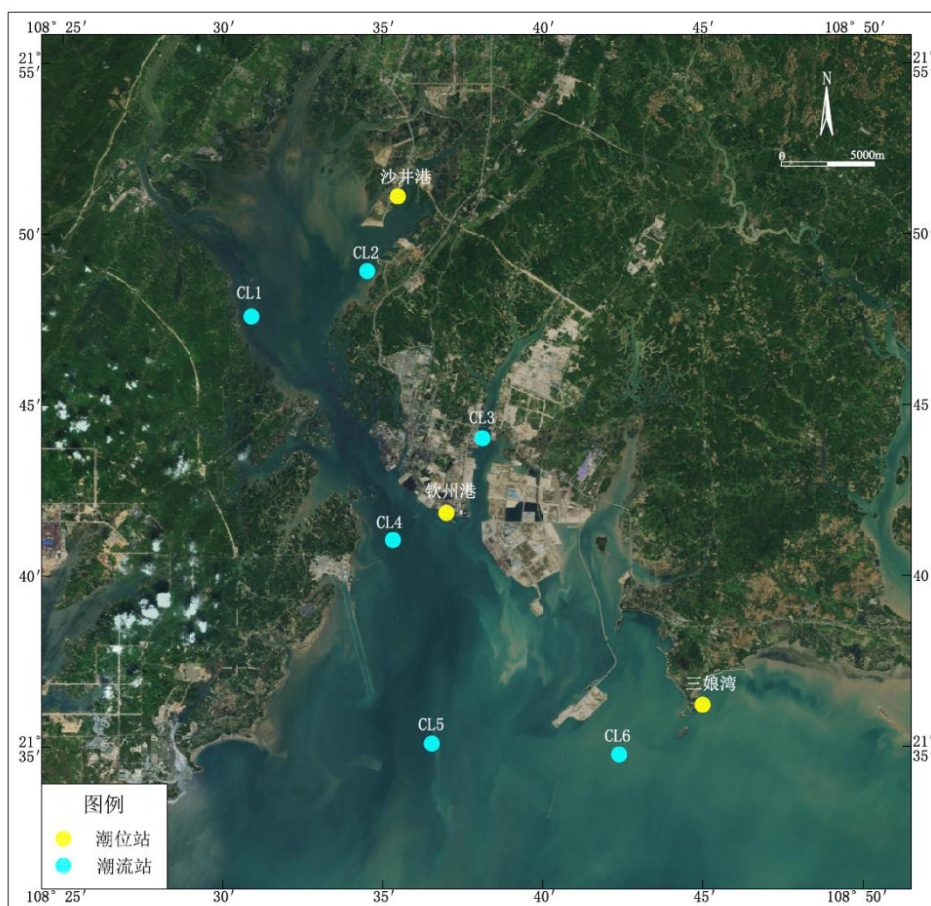 108° 25′ 30′ 35′ 40′ 45′ 108° 50′
21°
55′
21°
55′
N
0 5000m
沙井港
50′ 50′
CL2
CL1
45′ 45′
CL3
钦州港
CL4
40′ 40′
三娘湾
CL5
CL6
21°
35′
21°
35′
图例
潮位站
潮流站
108° 25′ 30′ 35′ 40′ 45′ 108° 50′